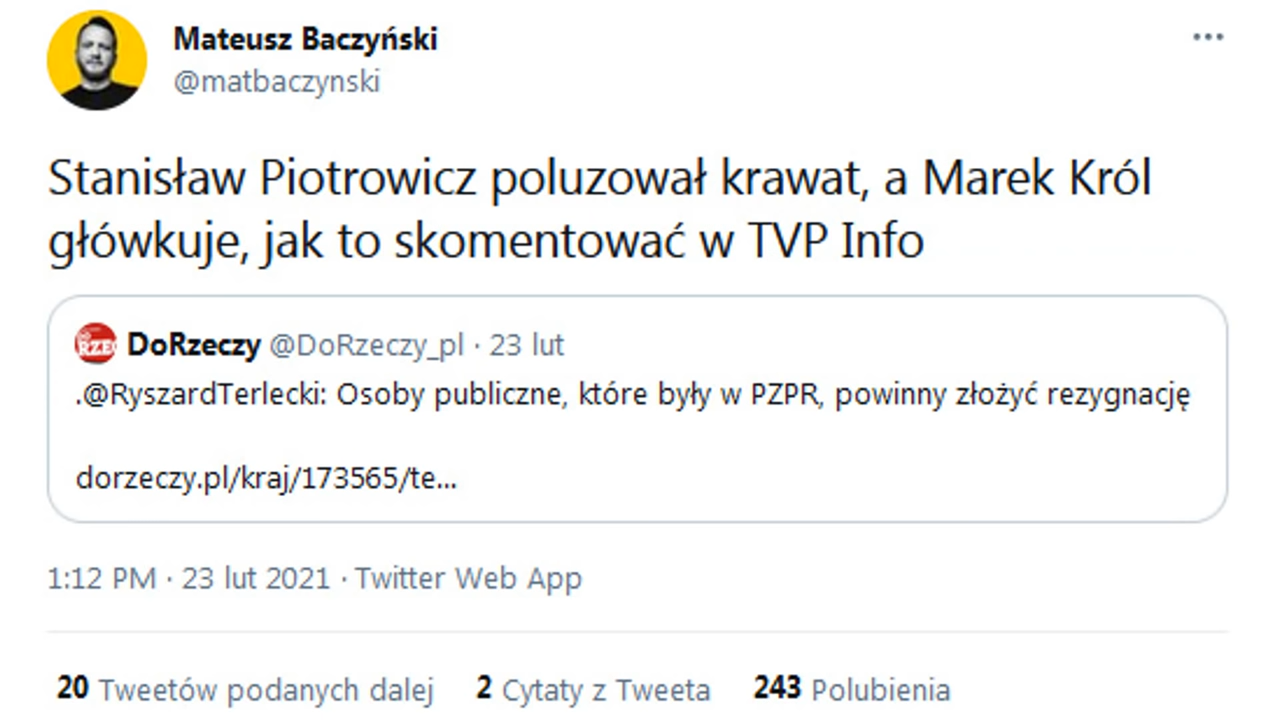 Mateusz Baczyński
@matbaczynski
Stanisław Piotrowicz poluzował krawat, a Marek Król
główkuje, jak to skomentować w TVP Info
RZE DoRzeczy @DoRzeczy_pl · 23 lut
.@RyszardTerlecki: Osoby publiczne, które były w PZPR, powinny złożyć rezygnację
dorzeczy.pl/kraj/173565/te...
1:12 PM · 23 lut 2021 · Twitter Web App
20 Tweetów podanych dalej 2 Cytaty z Tweeta 243 Polubienia